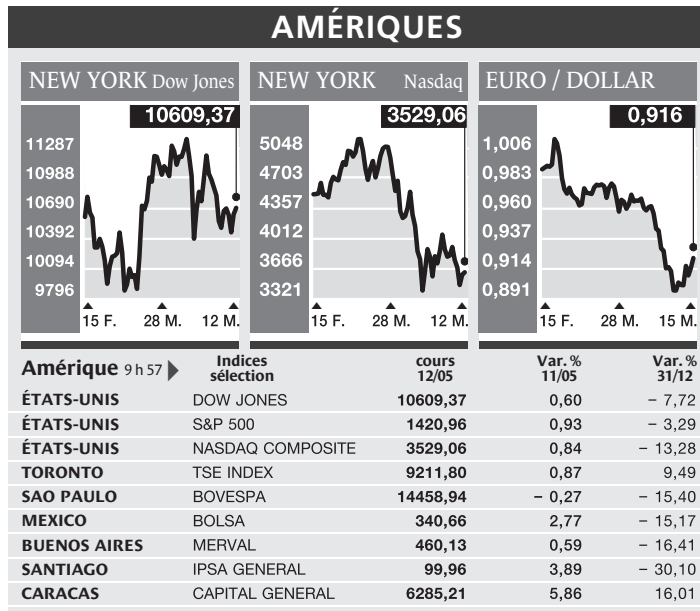 AMÉRIQUES
NEW YORK Dow Jones
10609,37
11287
10988
10690
10392
10094
9796
15 F. 28 M. 12 M.
NEW YORK Nasdaq
3529,06
5048
4703
4357
4012
3666
3321
15 F. 28 M. 12 M.
EURO / DOLLAR
0,916
1,006
0,983
0,960
0,937
0,914
0,891
15 F. 28 M. 15 M.
Amérique 9 h 57 Indices sélection cours 12/05 Var. % 11/05 Var. % 31/12
ÉTATS-UNIS DOW JONES 10609,37 0,60 – 7,72
ÉTATS-UNIS S&P 500 1420,96 0,93 – 3,29
ÉTATS-UNIS NASDAQ COMPOSITE 3529,06 0,84 – 13,28
TORONTO TSE INDEX 9211,80 0,87 9,49
SAO PAULO BOVESPA 14458,94 – 0,27 – 15,40
MEXICO BOLSA 340,66 2,77 – 15,17
BUENOS AIRES MERVAL 460,13 0,59 – 16,41
SANTIAGO IPSA GENERAL 99,96 3,89 – 30,10
CARACAS CAPITAL GENERAL 6285,21 5,86 16,01